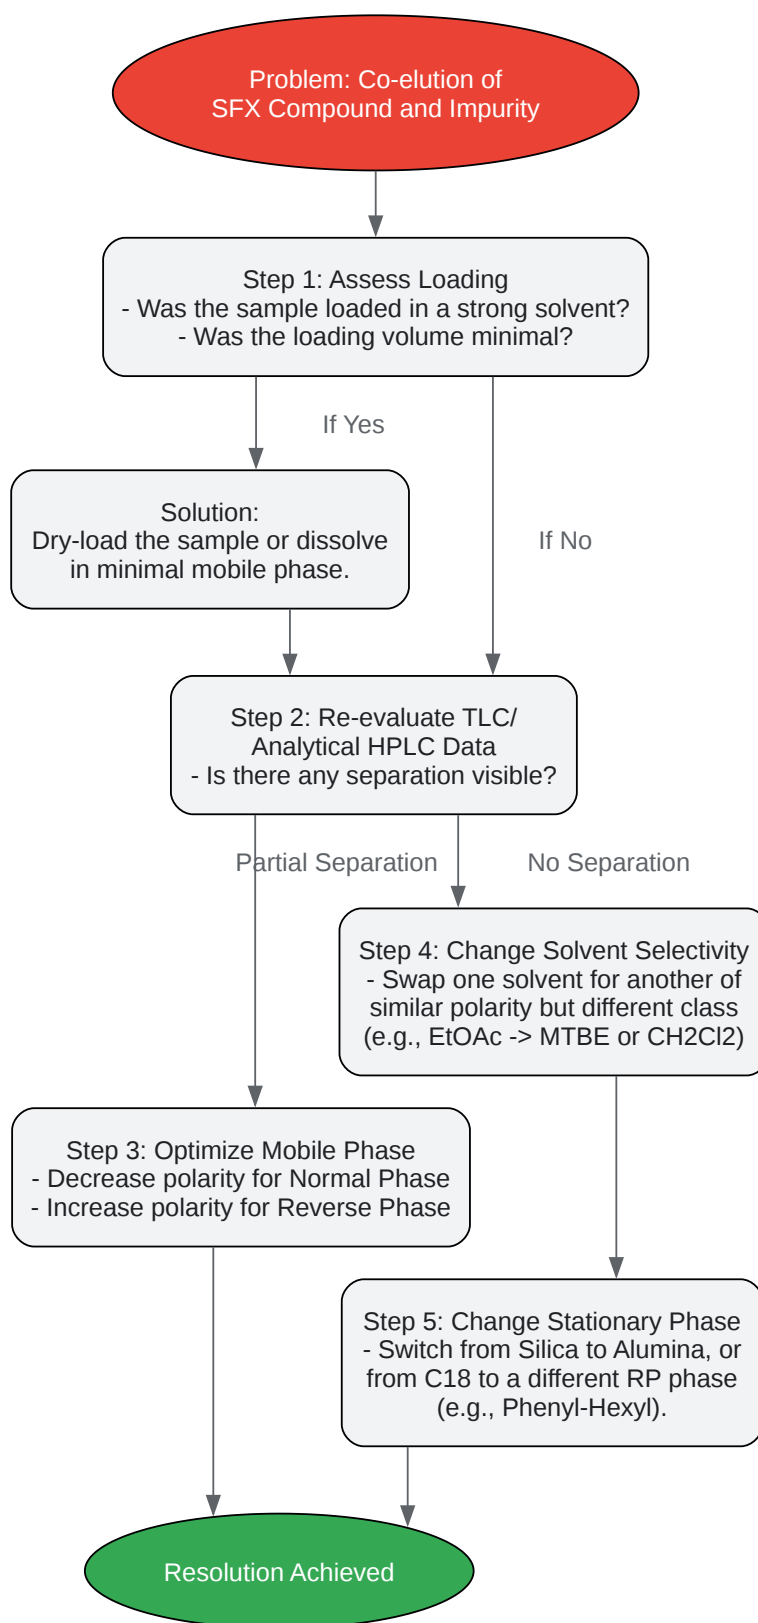 Problem: Co-elution of
SFX Compound and Impurity
Step 1: Assess Loading
- Was the sample loaded in a strong solvent?
- Was the loading volume minimal?
If Yes
Solution:
Dry-load the sample or dissolve
in minimal mobile phase.
If No
Step 2: Re-evaluate TLC/
Analytical HPLC Data
- Is there any separation visible?
Partial Separation
No Separation
Step 4: Change Solvent Selectivity
- Swap one solvent for another of
similar polarity but different class
(e.g., EtOAc -> MTBE or CH2Cl2)
Step 3: Optimize Mobile Phase
- Decrease polarity for Normal Phase
- Increase polarity for Reverse Phase
Step 5: Change Stationary Phase
- Switch from Silica to Alumina, or
from C18 to a different RP phase
(e.g., Phenyl-Hexyl).
Resolution Achieved